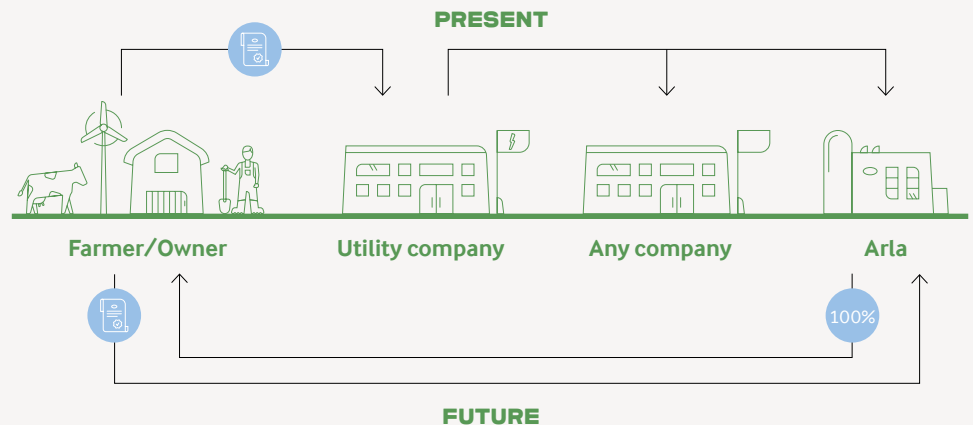 PRESENT
Farmer/Owner
Utility company
Any company
Arla
100%
FUTURE